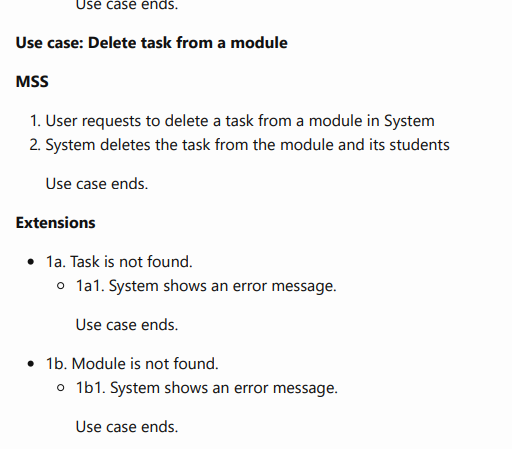 Use case ends.
Use case: Delete task from a module
MSS
1. User requests to delete a task from a module in System
2. System deletes the task from the module and its students
Use case ends.
Extensions
1a. Task is not found.
1a1. System shows an error message.
Use case ends.
1b. Module is not found.
1b1. System shows an error message.
Use case ends.